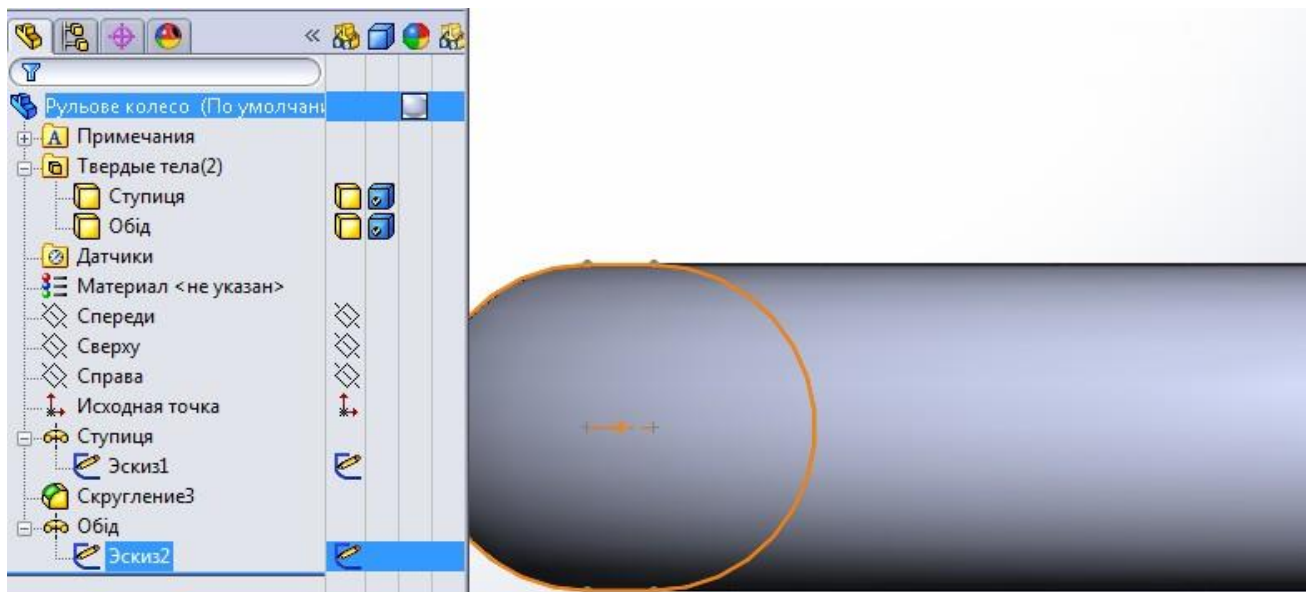 Рульове колесо (По умолчани
Примечания
Твердые тела(2)
Ступиця
Обід
Датчики
Материал <не указан>
Спереди
Сверху
Справа
Исходная точка
Ступиця
Эскиз1
Скругление3
Обід
Эскиз2